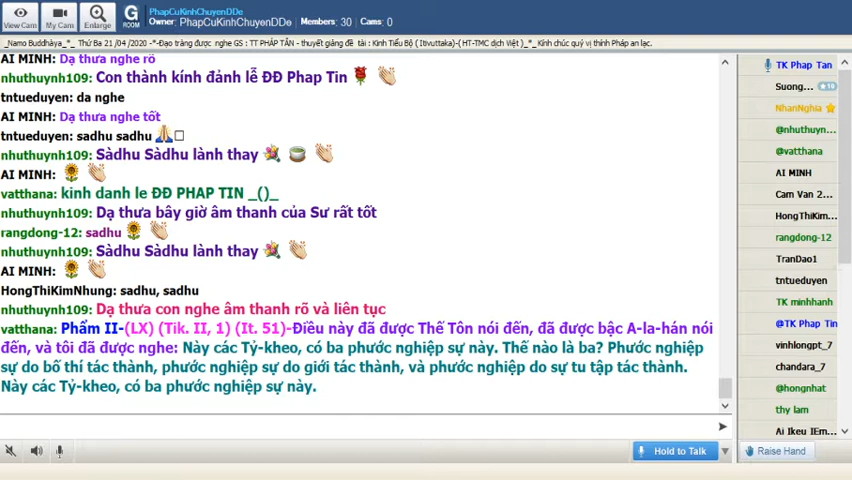 PhapCuKinhChuyenDDe
Owner: PhapCuKinhChuyenDDe Members: 30 Cams: 0
View Cam
My Cam
Enlarge
G
ROOM
_Namo Buddhàya_*_ Thứ Ba 21 /04 /2020 -*-Đạo tràng được nghe GS : TT PHÁP TÂN - thuyết giảng đề tài : Kinh Tiểu Bộ ( Itivuttaka)-( HT-TMC dịch Việt )_*_ Kính chúc quý vị thính Pháp an lạc.
AI MINH: Dạ thưa nghe rõ
nhuthuynh109: Con thành kính đảnh lễ ĐĐ Phap Tin
tntueduyen: da nghe
AI MINH: Dạ thưa nghe tốt
tntueduyen: sadhu sadhu
nhuthuynh109: Sàdhu Sàdhu lành thay
AI MINH:
vatthana: kinh danh le ĐĐ PHAP TIN _()_
nhuthuynh109: Dạ thưa bây giờ âm thanh của Sư rất tốt
rangdong-12: sadhu
nhuthuynh109: Sàdhu Sàdhu lành thay
AI MINH:
HongThiKimNhung: sadhu, sadhu
nhuthuynh109: Dạ thưa con nghe âm thanh rõ và liên tục
vatthana: Phẩm II-(LX) (Tik. II, 1) (It. 51)-Điều này đã được Thế Tôn nói đến, đã được bậc A-la-hán nói
đến, và tôi đã được nghe: Này các Tỷ-kheo, có ba phước nghiệp sự này. Thế nào là ba? Phước nghiệp
sự do bố thí tác thành, phước nghiệp sự do giới tác thành, và phước nghiệp do sự tu tập tác thành.
Này các Tỷ-kheo, có ba phước nghiệp sự này.
Hold to Talk
TK Phap Tan
Suong... 10
NhanNghia
@nhuthuyn...
@vatthana
AI MINH
Cam Van 2...
HongThiKim...
rangdong-12
TranDao1
tntueduyen
TK minhhanh
@TK Phap Tin
vinhlongpt_7
chandara_7
@hongnhat
thy lam
Ai Ikeu IEm...
Raise Hand